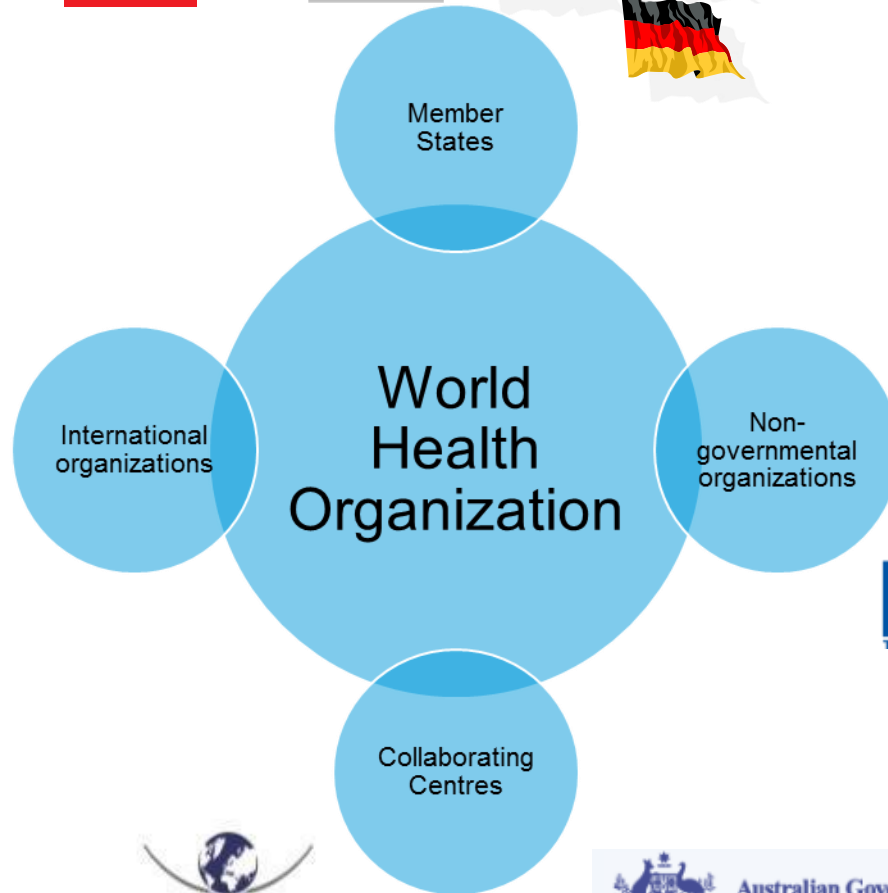 Member
States
World
Health
Organization
International
organizations
Non-
governmental
organizations
Collaborating
Centres
Australian Gov